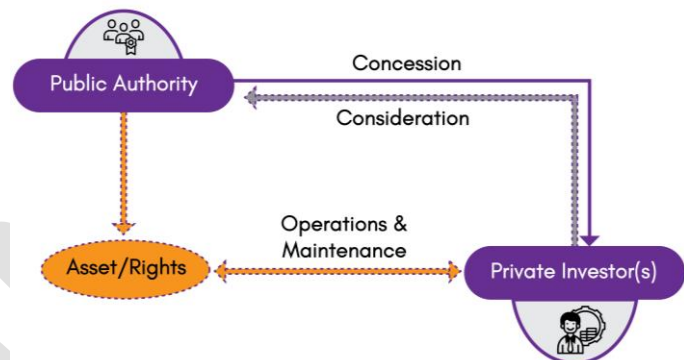 Concession
Public Authority
Consideration
Operations &
Maintenance
Asset/Rights
Private Investor(s)